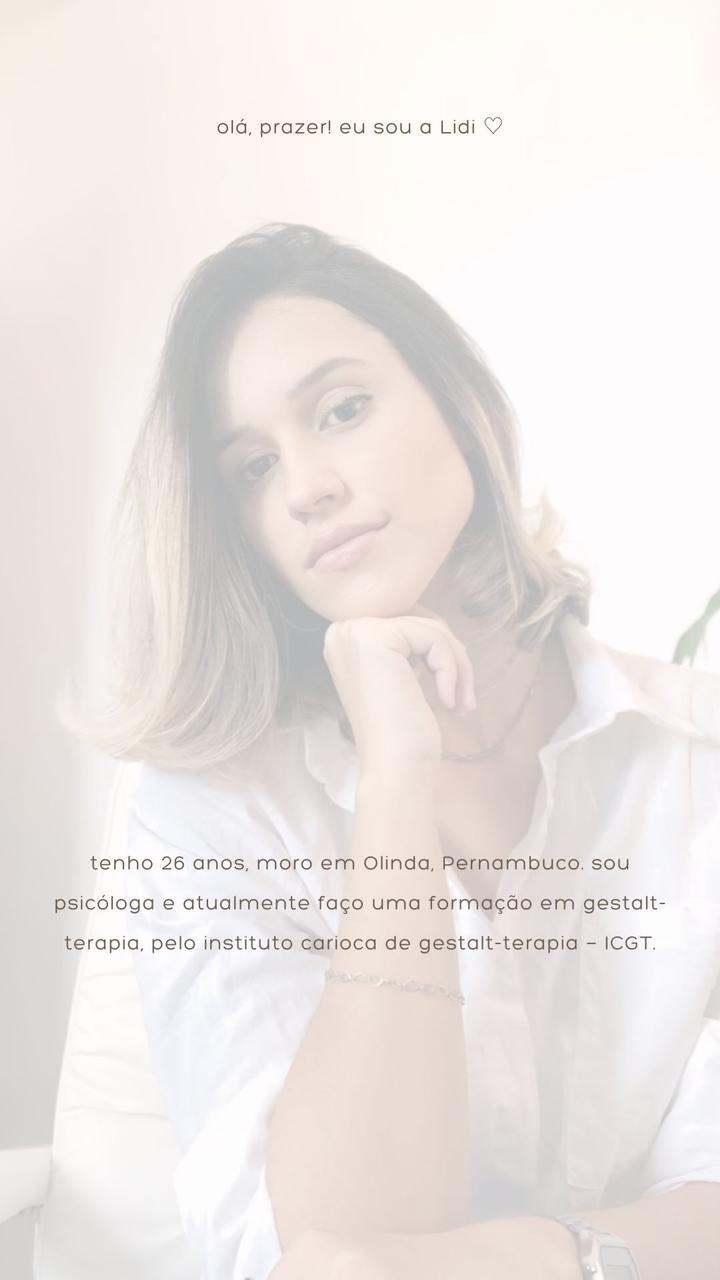 olá, prazer! eu sou a Lidi ♡
tenho 26 anos, moro em Olinda, Pernambuco. sou
psicóloga e atualmente faço uma formação em gestalt-
terapia, pelo instituto carioca de gestalt-terapia – ICGT.